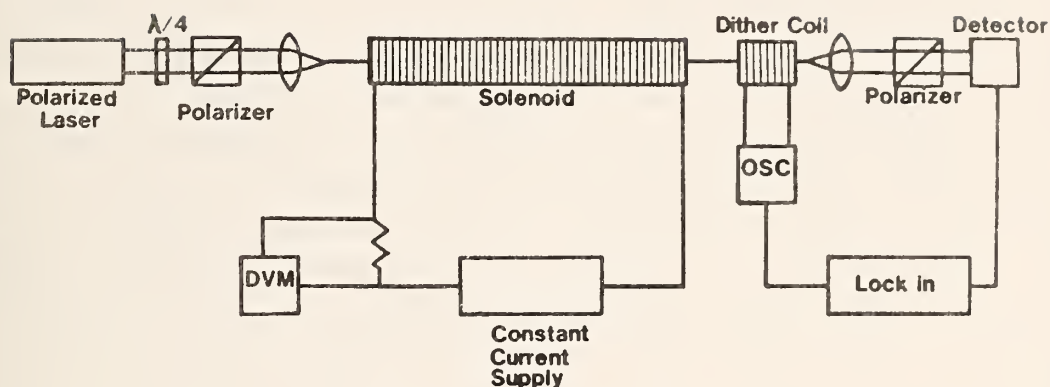 λ/4
Dither Coil
Detector
Polarized
Laser
Polarizer
Solenoid
Polarizer
OSC
DVM
Lock in
Constant
Current
Supply